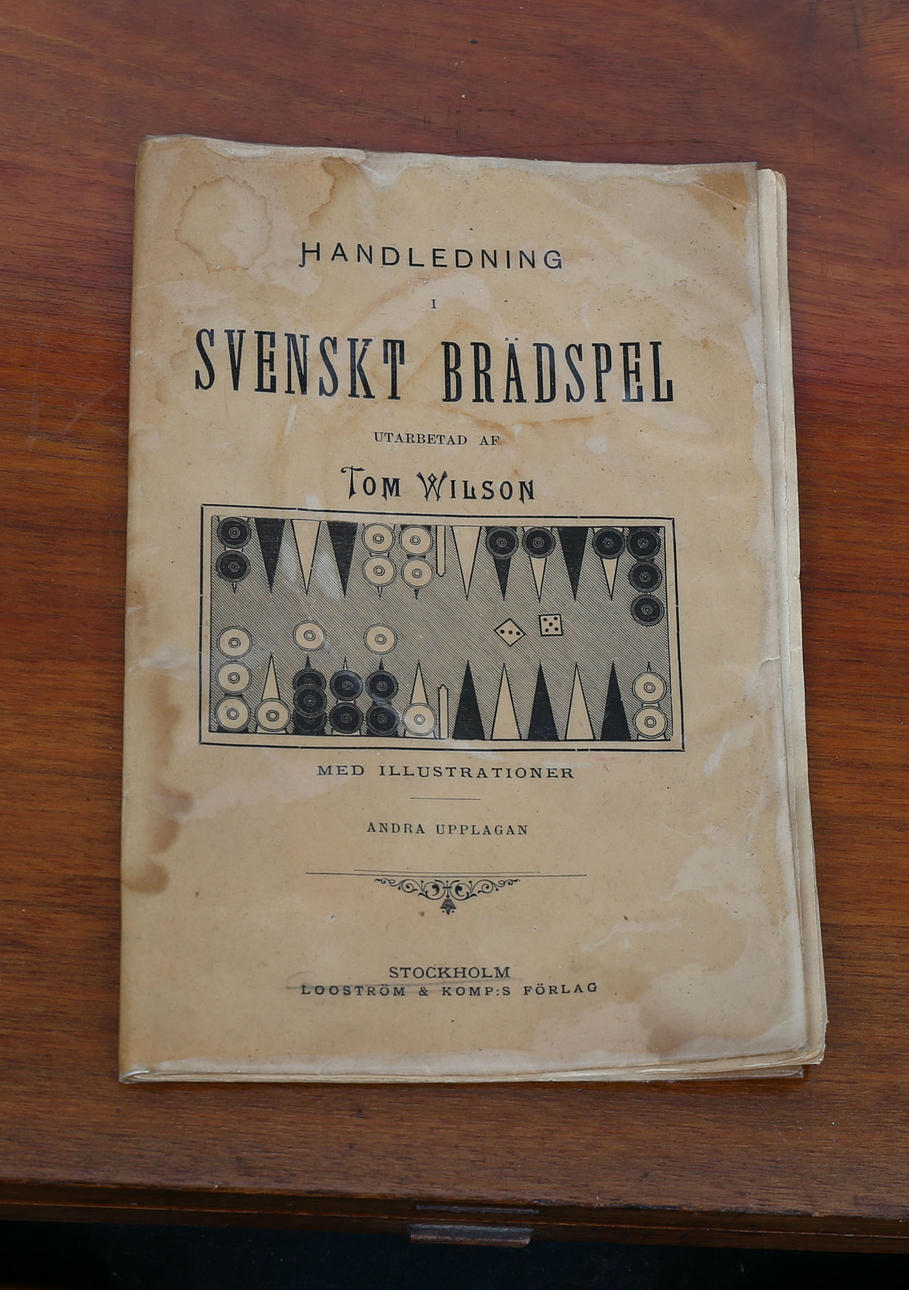 HANDLEDNING
I
SVENSKT BRÄDSPEL
UTARBETAD AF
TOM WILSON
MED ILLUSTRATIONER
ANDRA UPPLAGAN
STOCKHOLM
LOOSTRÖM & KOMP:S FÖRLAG